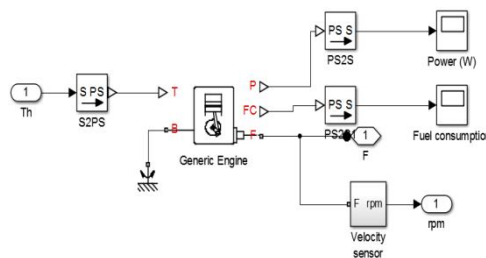 PS S
PS2S
Power (W)
1
Th
S PS
S2PS
T
B
Generic Engine
P
FC
F
PS S
Fuel consumptio
1
F
F rpm
Velocity
sensor
1
rpm